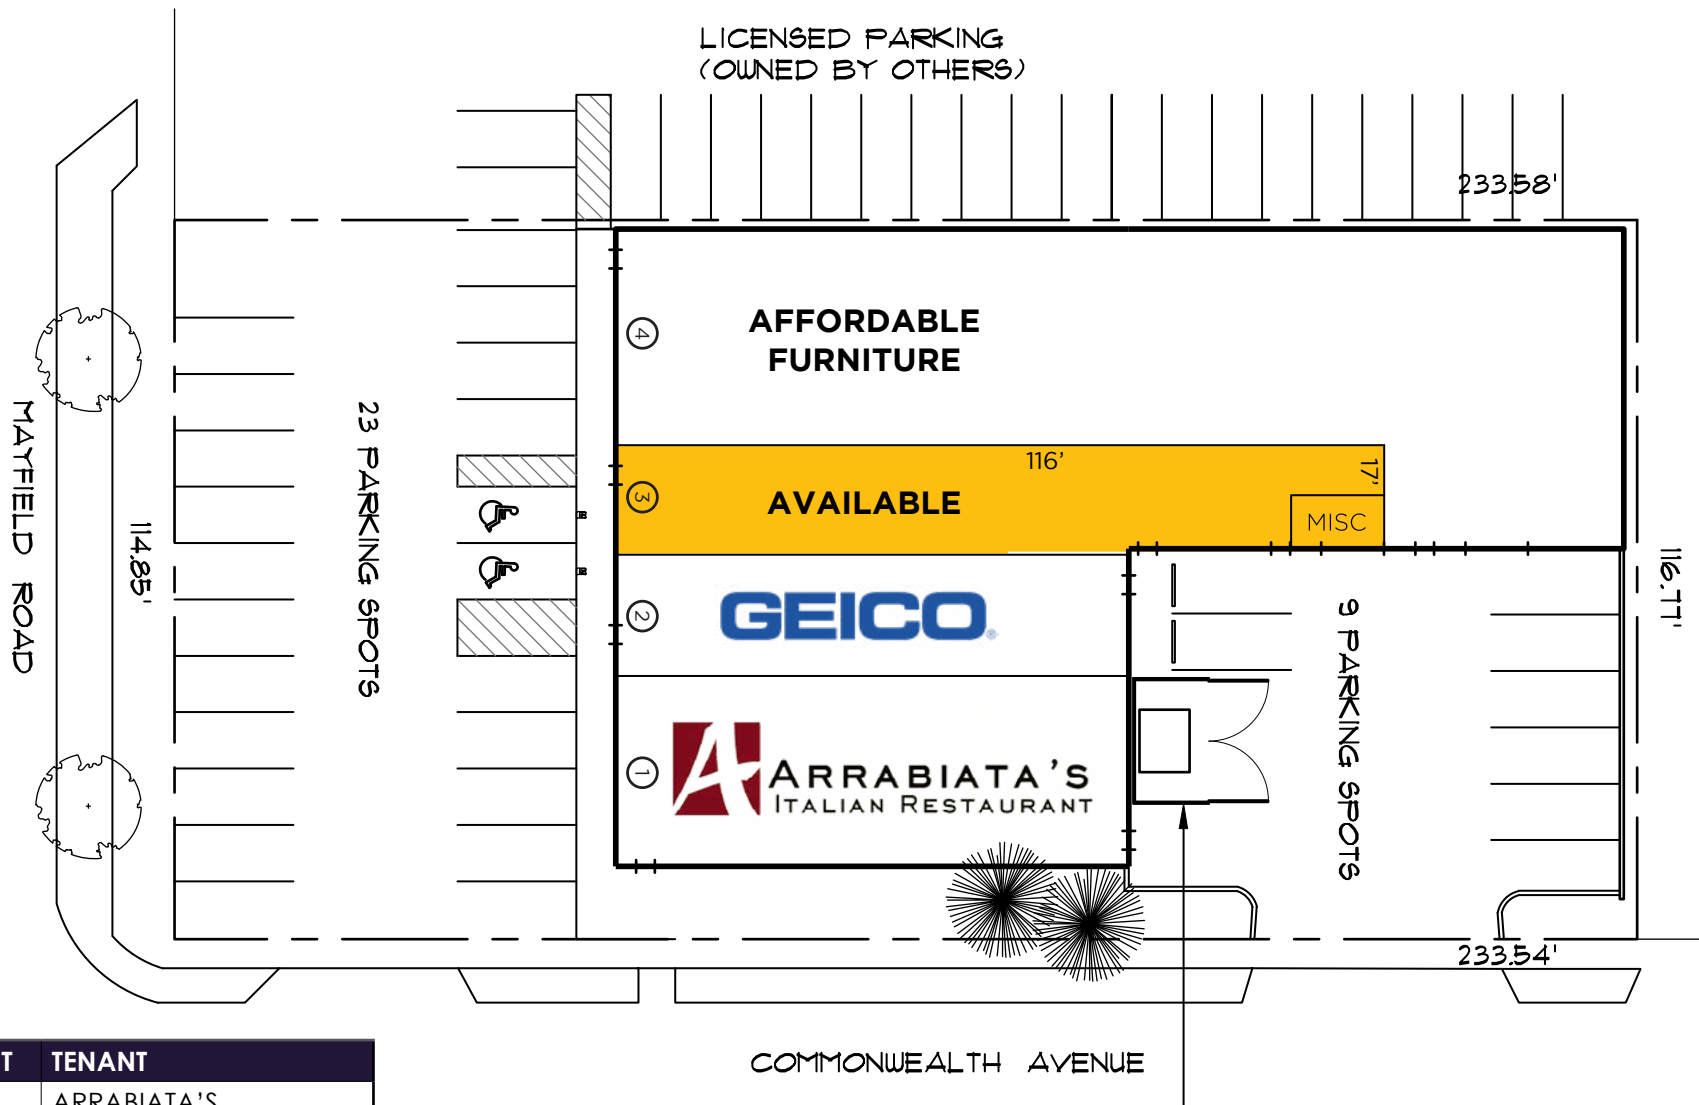 LICENSED PARKING
(OWNED BY OTHERS)
233.58'
AFFORDABLE
FURNITURE
4
116'
17'
AVAILABLE
3
MISC
GEICO®
2
ARRABIATA'S
ITALIAN RESTAURANT
1
23 PARKING SPOTS
9 PARKING SPOTS
MAYFIELD ROAD
114.85'
116.77'
233.54'
COMMONWEALTH AVENUE
T TENANT
ARRABIATA'S